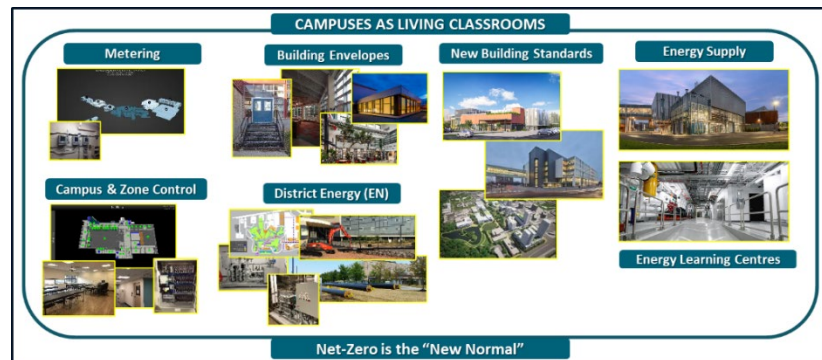 CAMPUSES AS LIVING CLASSROOMS
Metering
Building Envelopes
New Building Standards
Energy Supply
Campus & Zone Control
District Energy (EN)
Energy Learning Centres
Net-Zero is the “New Normal”